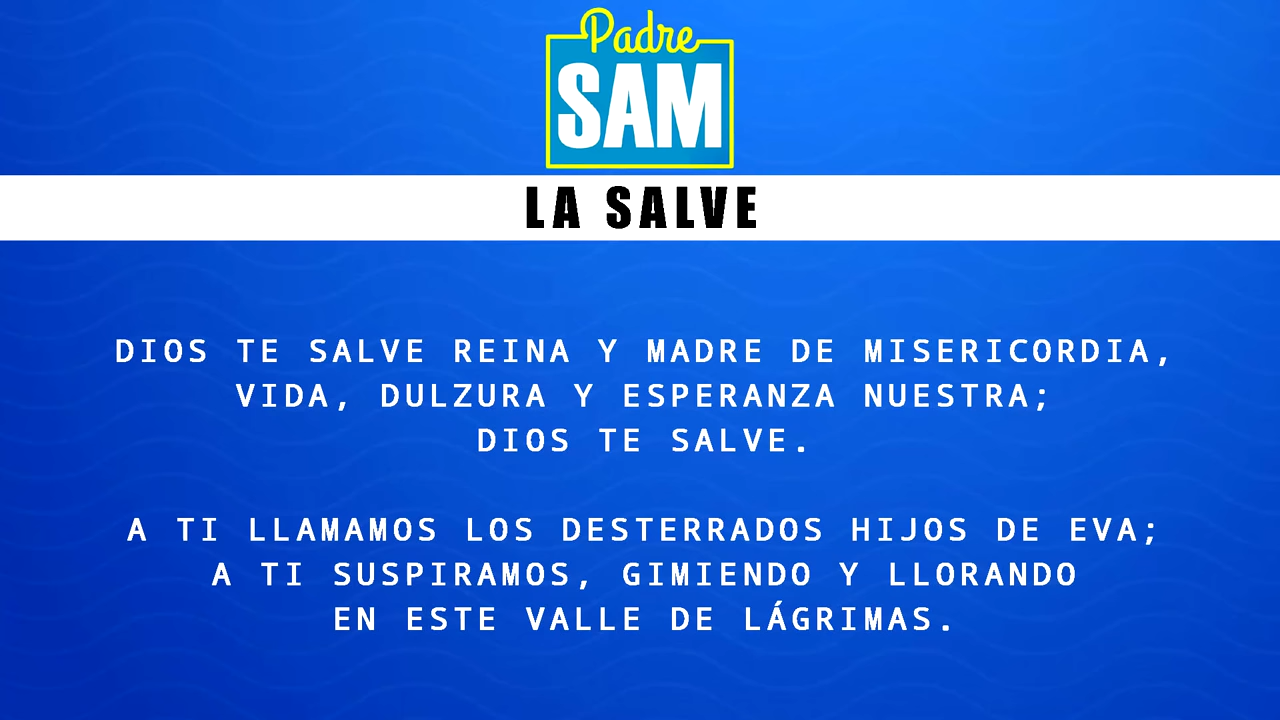 Padre
SAM
LA SALVE
DIOS TE SALVE REINA Y MADRE DE MISERICORDIA,
VIDA, DULZURA Y ESPERANZA NUESTRA;
DIOS TE SALVE.
A TI LLAMAMOS LOS DESTERRADOS HIJOS DE EVA;
A TI SUSPIRAMOS, GIMIENDO Y LLORANDO
EN ESTE VALLE DE LÁGRIMAS.